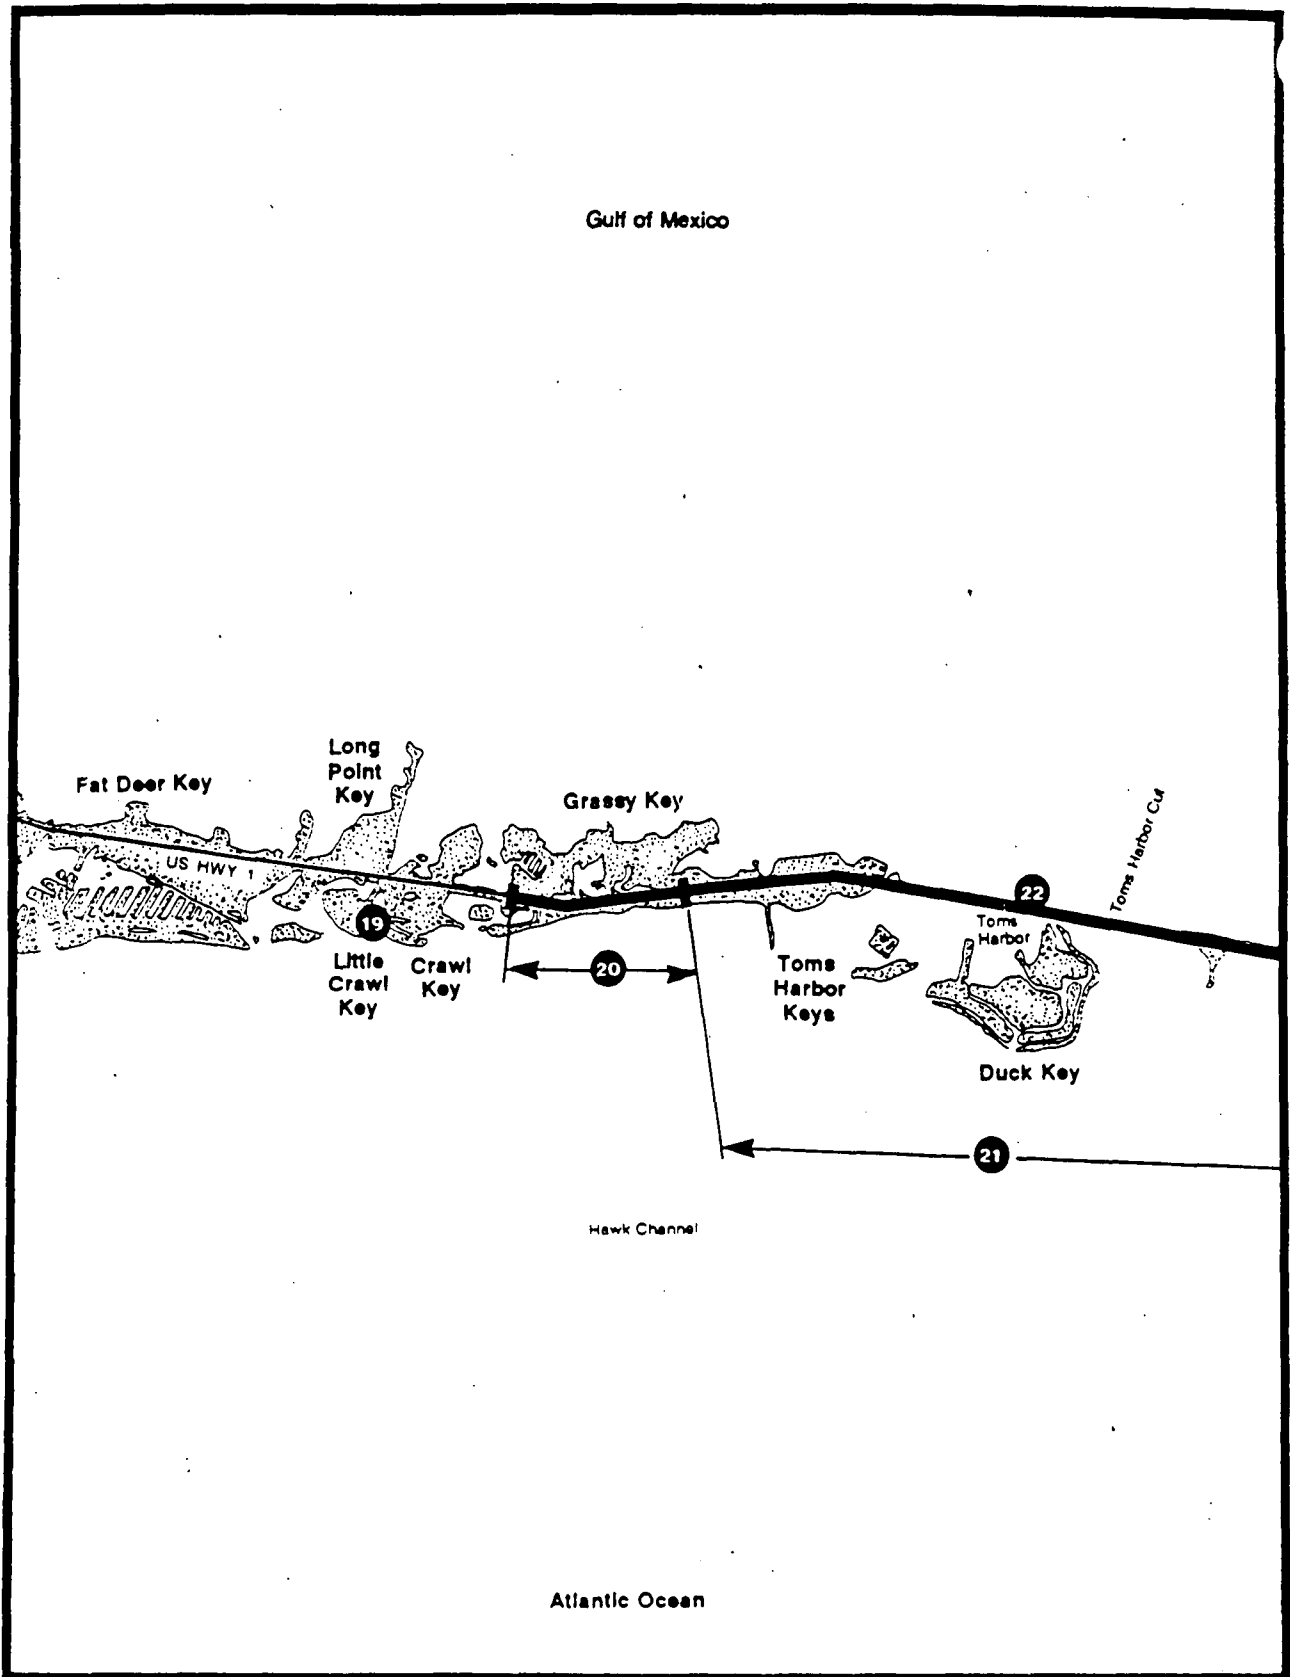 Gulf of Mexico
Long
Point
Key
Fat Deer Key
Grassy Key
Toms Harbor Cut
US HWY 1
22
19
Toms
Harbor
Little
Crawl
Key
Crawl
Key
20
Toms
Harbor
Keys
Duck Key
21
Hawk Channel
Atlantic Ocean